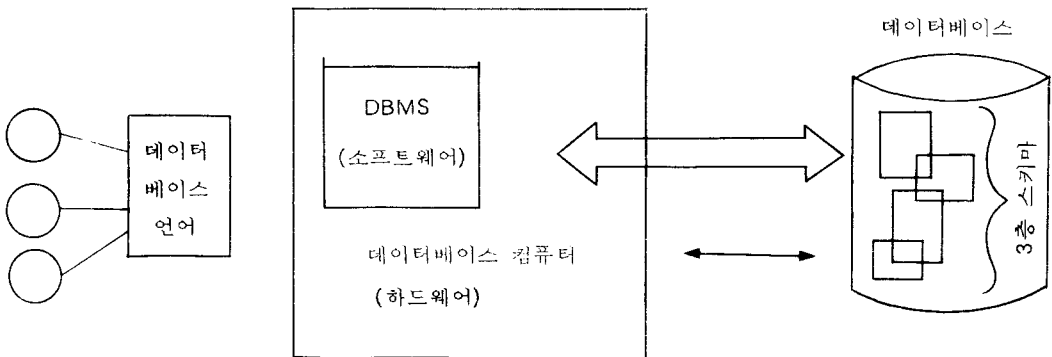 데이터
베이스
언어
DBMS
(소프트웨어)
데이터베이스 컴퓨터
(하드웨어)
데이터베이스
3층 스키마